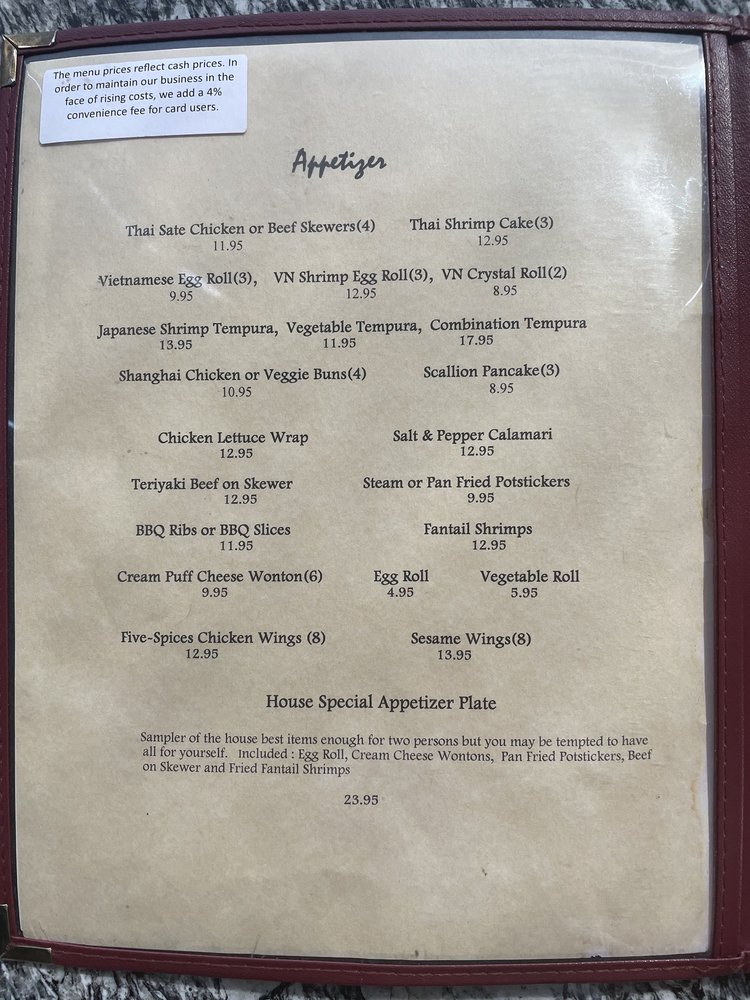 The menu prices reflect cash prices. In
order to maintain our business in the
face of rising costs, we add a 4%
convenience fee for card users.
Appetizer
Thai Sate Chicken or Beef Skewers(4) Thai Shrimp Cake(3)
11.95 12.95
Vietnamese Egg Roll(3), VN Shrimp Egg Roll(3), VN Crystal Roll(2)
9.95 12.95 8.95
Japanese Shrimp Tempura, Vegetable Tempura, Combination Tempura
13.95 11.95 17.95
Shanghai Chicken or Veggie Buns(4) Scallion Pancake(3)
10.95 8.95
Chicken Lettuce Wrap Salt & Pepper Calamari
12.95 12.95
Teriyaki Beef on Skewer Steam or Pan Fried Potstickers
12.95 9.95
BBQ Ribs or BBQ Slices Fantail Shrimps
11.95 12.95
Cream Puff Cheese Wonton(6) Egg Roll Vegetable Roll
9.95 4.95 5.95
Five-Spices Chicken Wings (8) Sesame Wings(8)
12.95 13.95
House Special Appetizer Plate
Sampler of the house best items enough for two persons but you may be tempted to have
all for yourself. Included : Egg Roll, Cream Cheese Wontons, Pan Fried Potstickers, Beef
on Skewer and Fried Fantail Shrimps
23.95